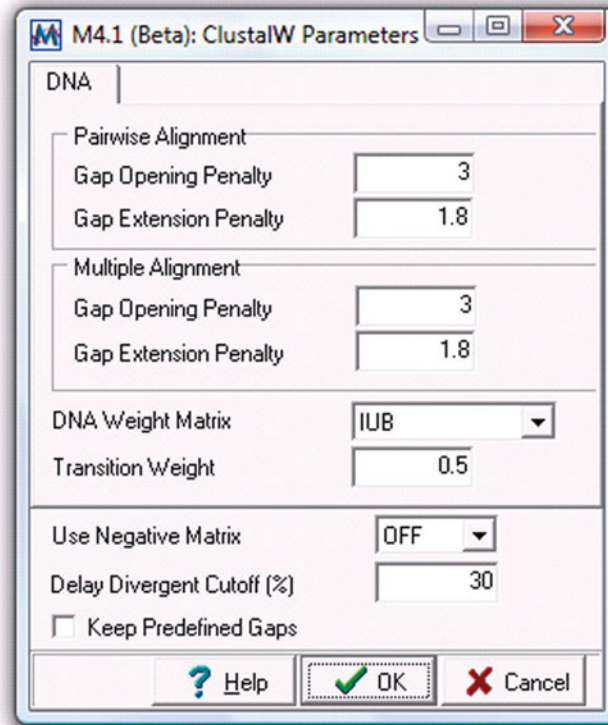 M4.1 (Beta): ClustalW Parameters
DNA
Pairwise Alignment
Gap Opening Penalty 3
Gap Extension Penalty 1.8
Multiple Alignment
Gap Opening Penalty 3
Gap Extension Penalty 1.8
DNA Weight Matrix IUB
Transition Weight 0.5
Use Negative Matrix OFF
Delay Divergent Cutoff (%) 30
Keep Predefined Gaps
? Help OK Cancel